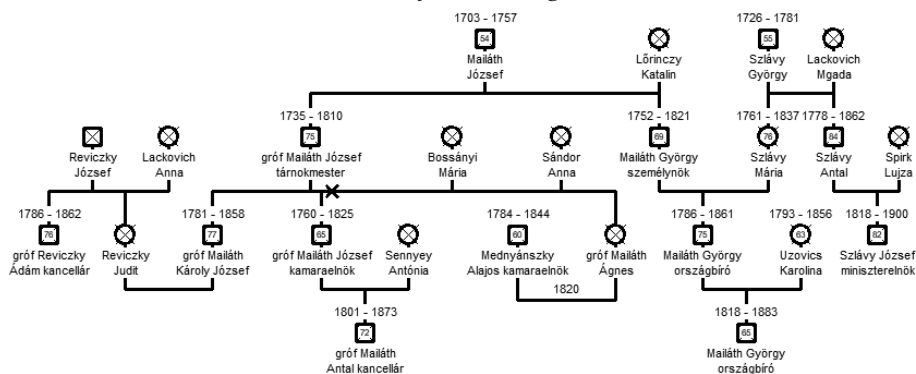 1703 - 1757
1726 - 1781
54
55
Mailáth József
Lőrinczy Katalin
Szlávy György
Lackovich Mgada
1735 - 1810
1752 - 1821
1761 - 1837
1778 - 1862
75
69
76
84
Reviczky József
Lackovich Anna
gróf Mailáth József tárnokmester
Bossányi Mária
Sándor Anna
Mailáth György személynök
Szlávy Mária
Szlávy Antal
Spirk Lujza
1786 - 1862
1781 - 1858
1760 - 1825
1784 - 1844
1786 - 1861
1793 - 1856
1818 - 1900
76
77
65
60
75
63
82
gróf Reviczky Ádám kancellár
Reviczky Judit
gróf Mailáth Károly József
gróf Mailáth József kamaraelnök
Sennyey Antónia
Mednyánszky Alajos kamaraelnök
gróf Mailáth Ágnes
Mailáth György országbíró
Uzovics Karolina
Szlávy József miniszterelnök
1820
1801 - 1873
1818 - 1883
72
65
gróf Mailáth Antal kancellár
Mailáth György országbíró